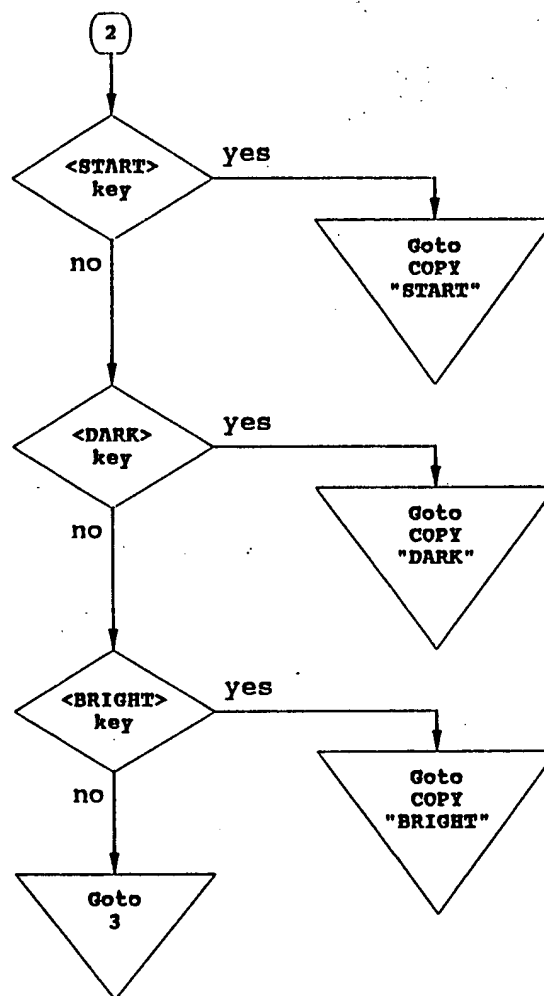 2
<START>
key
yes
Goto
COPY
"START"
no
<DARK>
key
yes
Goto
COPY
"DARK"
no
<BRIGHT>
key
yes
Goto
COPY
"BRIGHT"
no
Goto
3